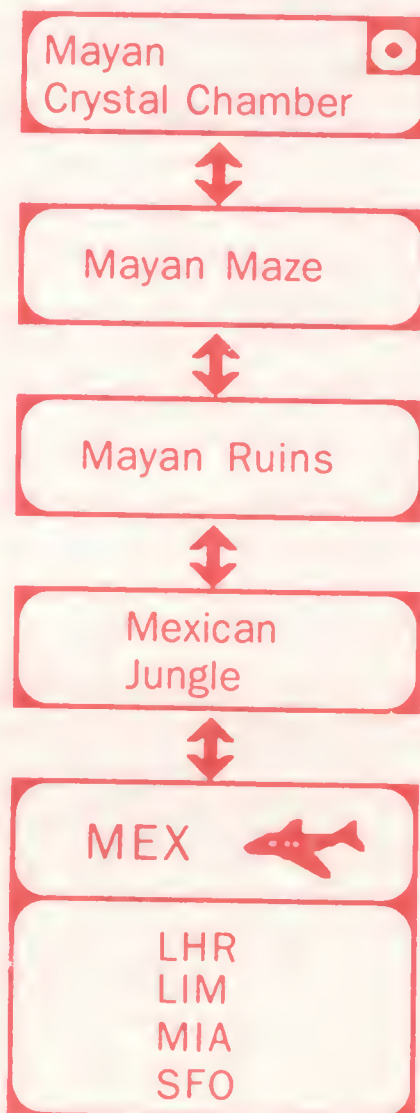 Mayan
Crystal Chamber
Mayan Maze
Mayan Ruins
Mexican
Jungle
MEX
LHR
LIM
MIA
SFO